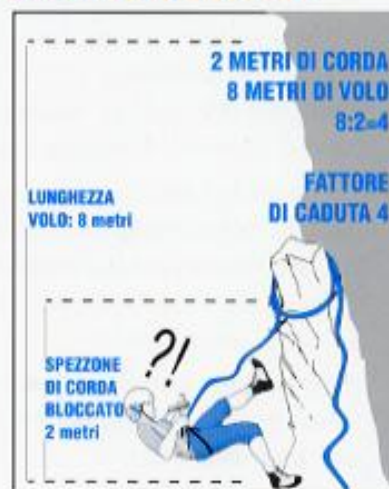 2 METRI DI CORDA
8 METRI DI VOLO
8:2=4
FATTORE
DI CADUTA 4
LUNGHEZZA
VOLO: 8 metri
?!
SPEZZONE
DI CORDA
BLOCCATO
2 metri